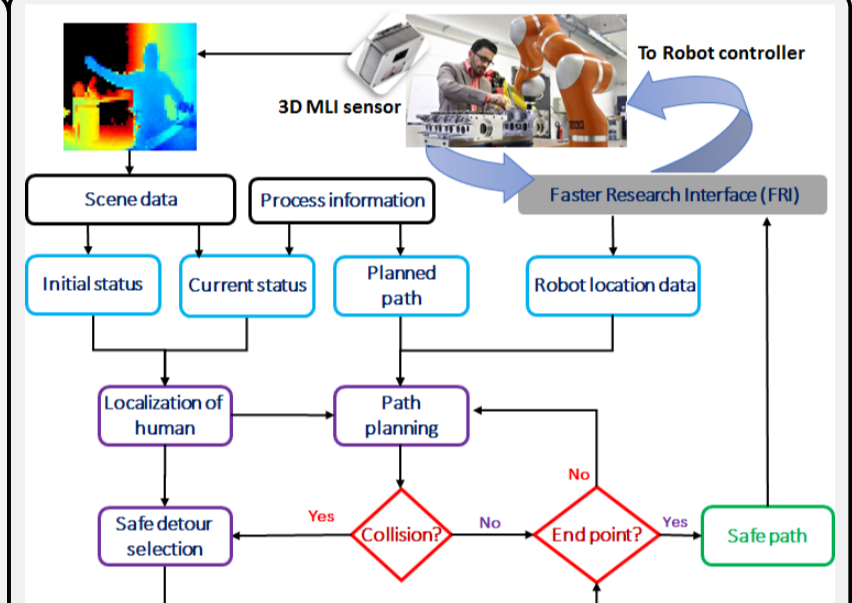 To Robot controller
3D MLI sensor
Scene data
Process information
Faster Research Interface (FRI)
Initial status
Current status
Planned
path
Robot location data
Localization of
human
Path
planning
No
Safe detour
selection
Yes
Collision?
No
End point?
Yes
Safe path